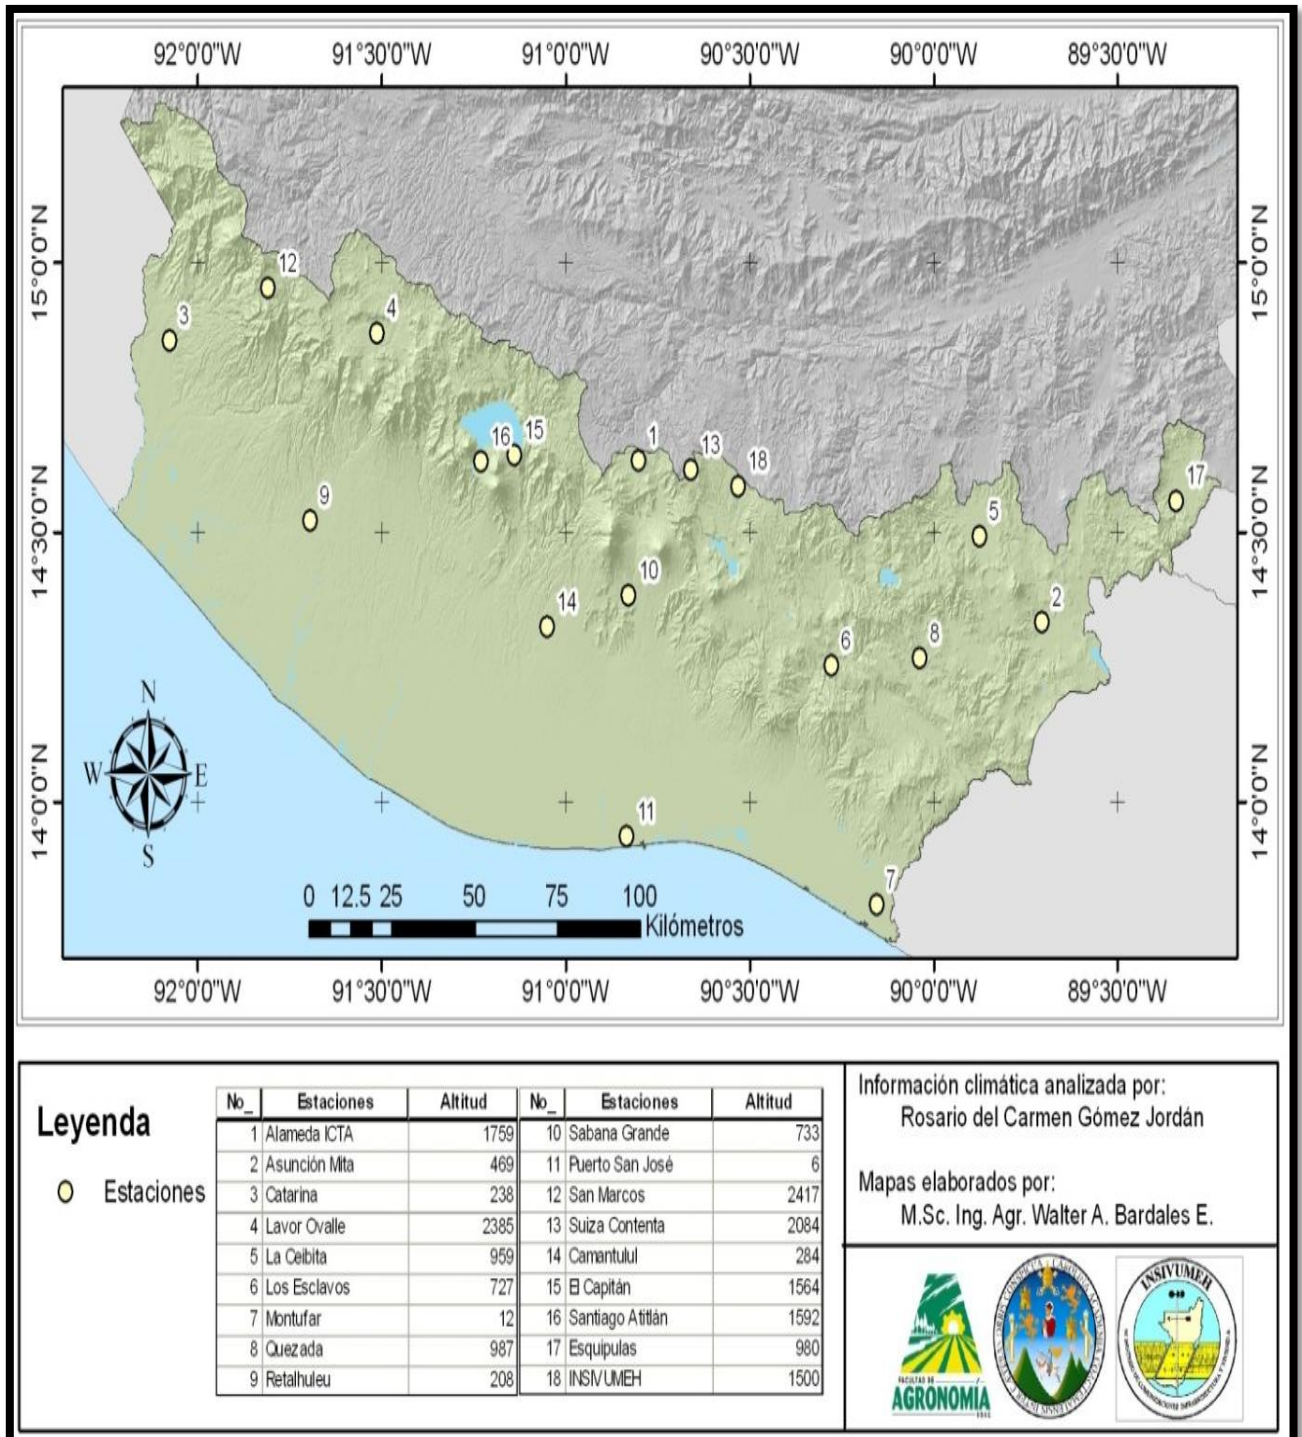 92°0'0"W 91°30'0"W 91°0'0"W 90°30'0"W 90°0'0"W 89°30'0"W
15°0'0"N 15°0'0"N
14°30'0"N 14°30'0"N
14°0'0"N 14°0'0"N
12
3
4
16 15
1
13
18
17
9
5
10
14
2
6
8
11
7
N
W E
S
0 12.5 25 50 75 100
Kilómetros
92°0'0"W 91°30'0"W 91°0'0"W 90°30'0"W 90°0'0"W 89°30'0"W
Leyenda
Estaciones
No_ Estaciones Altitud No_ Estaciones Altitud
1 Alameda ICTA 1759 10 Sabana Grande 733
2 Asunción Mita 469 11 Puerto San José 6
3 Catarina 238 12 San Marcos 2417
4 Lavor Ovalle 2385 13 Suiza Contenta 2084
5 La Ceibita 959 14 Camantulul 284
6 Los Esclavos 727 15 El Capitán 1564
7 Montufar 12 16 Santiago Atitlán 1592
8 Quezada 987 17 Esquipulas 980
9 Retalhuleu 208 18 INSIVUMEH 1500
Información climática analizada por:
Rosario del Carmen Gómez Jordán
Mapas elaborados por:
M.Sc. Ing. Agr. Walter A. Bardales E.
FACULTAD DE
AGRONOMÍA
INSIVUMEH